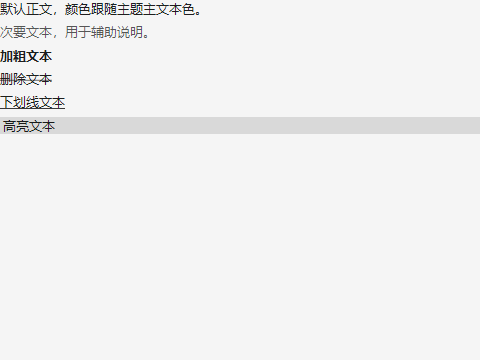 默认正文，颜色跟随主题主文本色。
次要文本，用于辅助说明。
加粗文本
删除文本
下划线文本
高亮文本